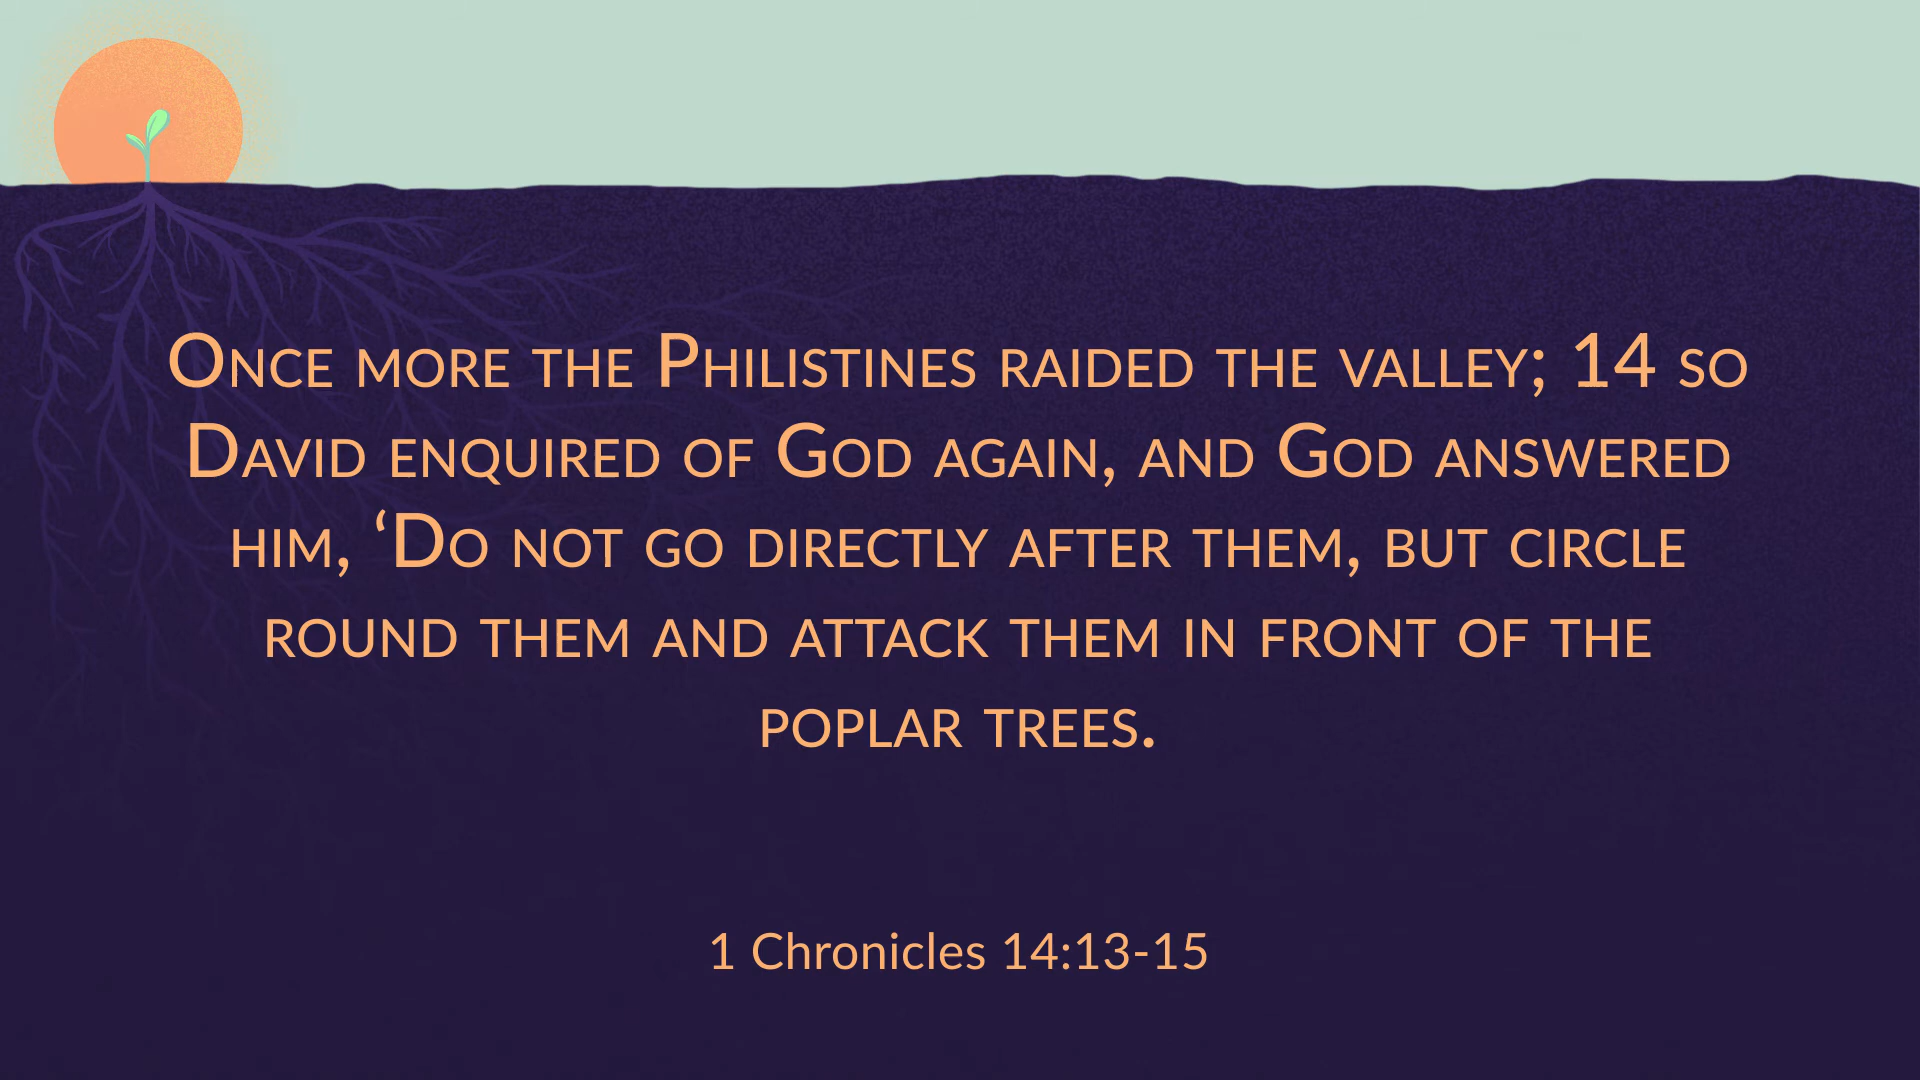 Once more the Philistines raided the valley; 14 so
David enquired of God again, and God answered
him, ‘Do not go directly after them, but circle
round them and attack them in front of the
poplar trees.
1 Chronicles 14:13-15